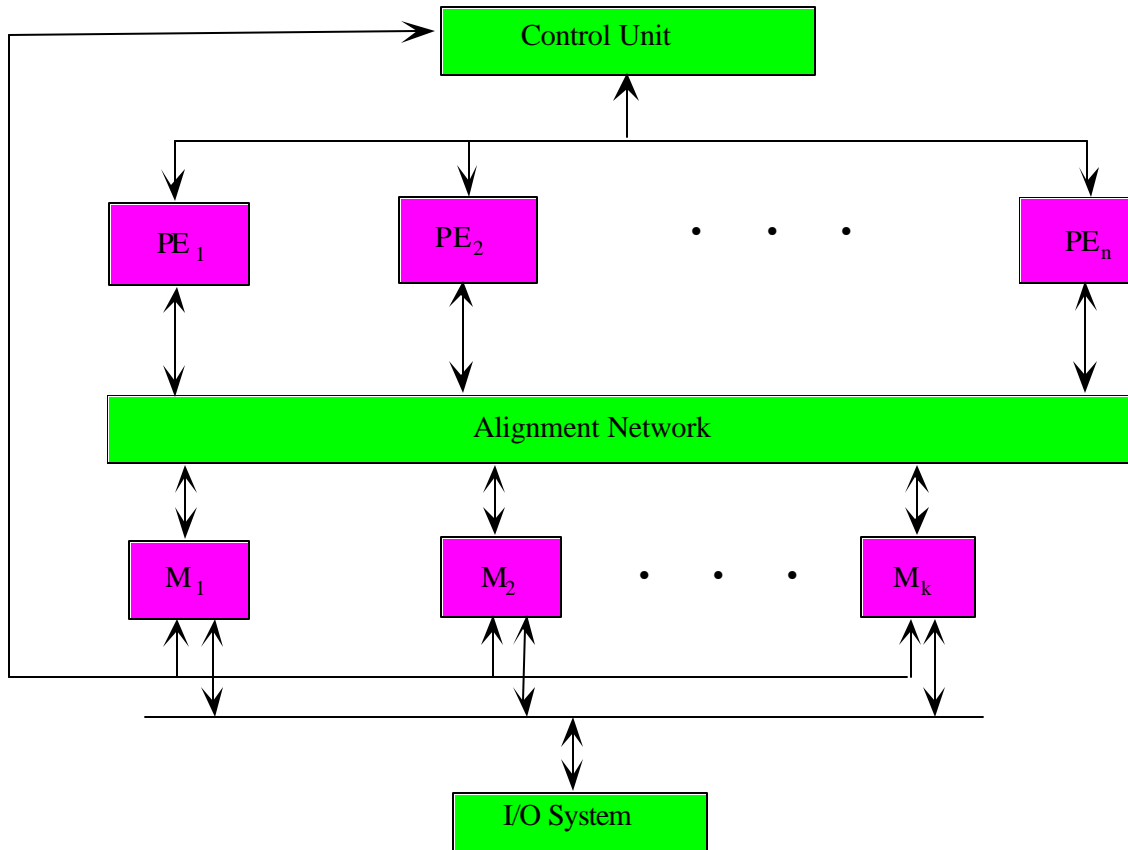 Control Unit
PE1
PE2
. . .
PEn
Alignment Network
M1
M2
. . .
Mk
I/O System